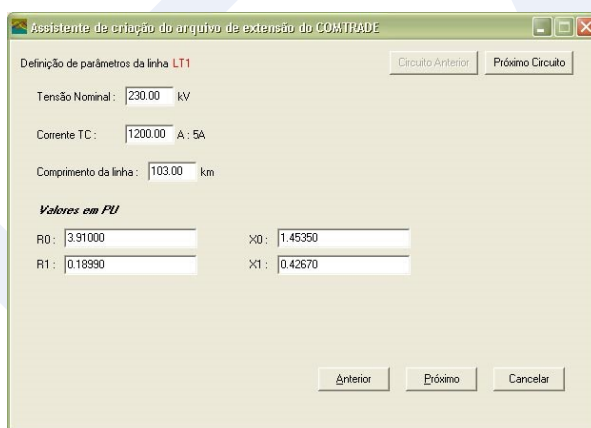 Assistente de criação do arquivo de extensão do COMTRADE
Definição de parâmetros da linha LT1
Circuito Anterior
Próximo Circuito
Tensão Nominal : 230.00 kV
Corrente TC : 1200.00 A : 5A
Comprimento da linha : 103.00 km
Valores em PU
R0 : 3.91000 X0 : 1.45350
R1 : 0.18990 X1 : 0.42670
Anterior Próximo Cancelar